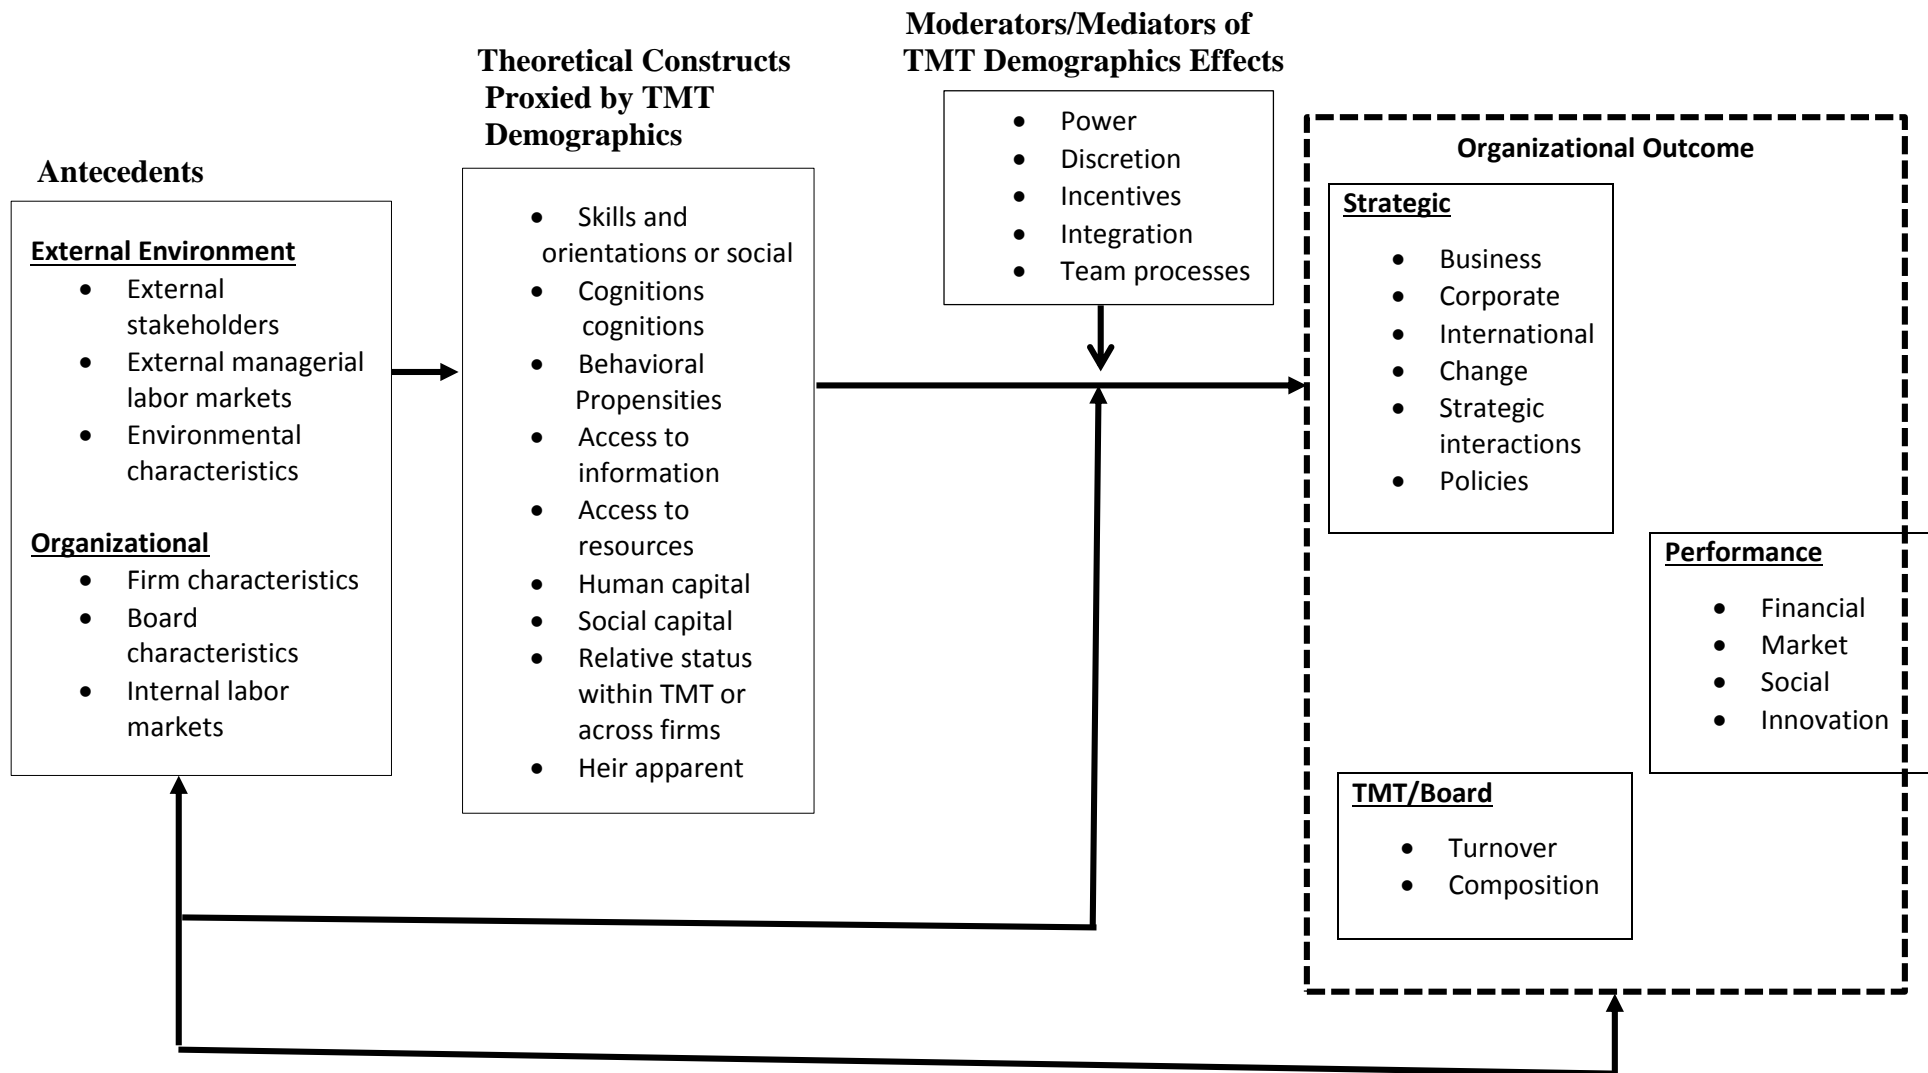 Antecedents
External Environment
• External
stakeholders
• External managerial
labor markets
• Environmental
characteristics
Organizational
• Firm characteristics
• Board
characteristics
• Internal labor
markets
Theoretical Constructs
Proxied by TMT
Demographics
• Skills and
orientations or social
• Cognitions
cognitions
• Behavioral
Propensities
• Access to
information
• Access to
resources
• Human capital
• Social capital
• Relative status
within TMT or
across firms
• Heir apparent
Moderators/Mediators of
TMT Demographics Effects
• Power
• Discretion
• Incentives
• Integration
• Team processes
Organizational Outcome
Strategic
• Business
• Corporate
• International
• Change
• Strategic
interactions
• Policies
Performance
• Financial
• Market
• Social
• Innovation
TMT/Board
• Turnover
• Composition